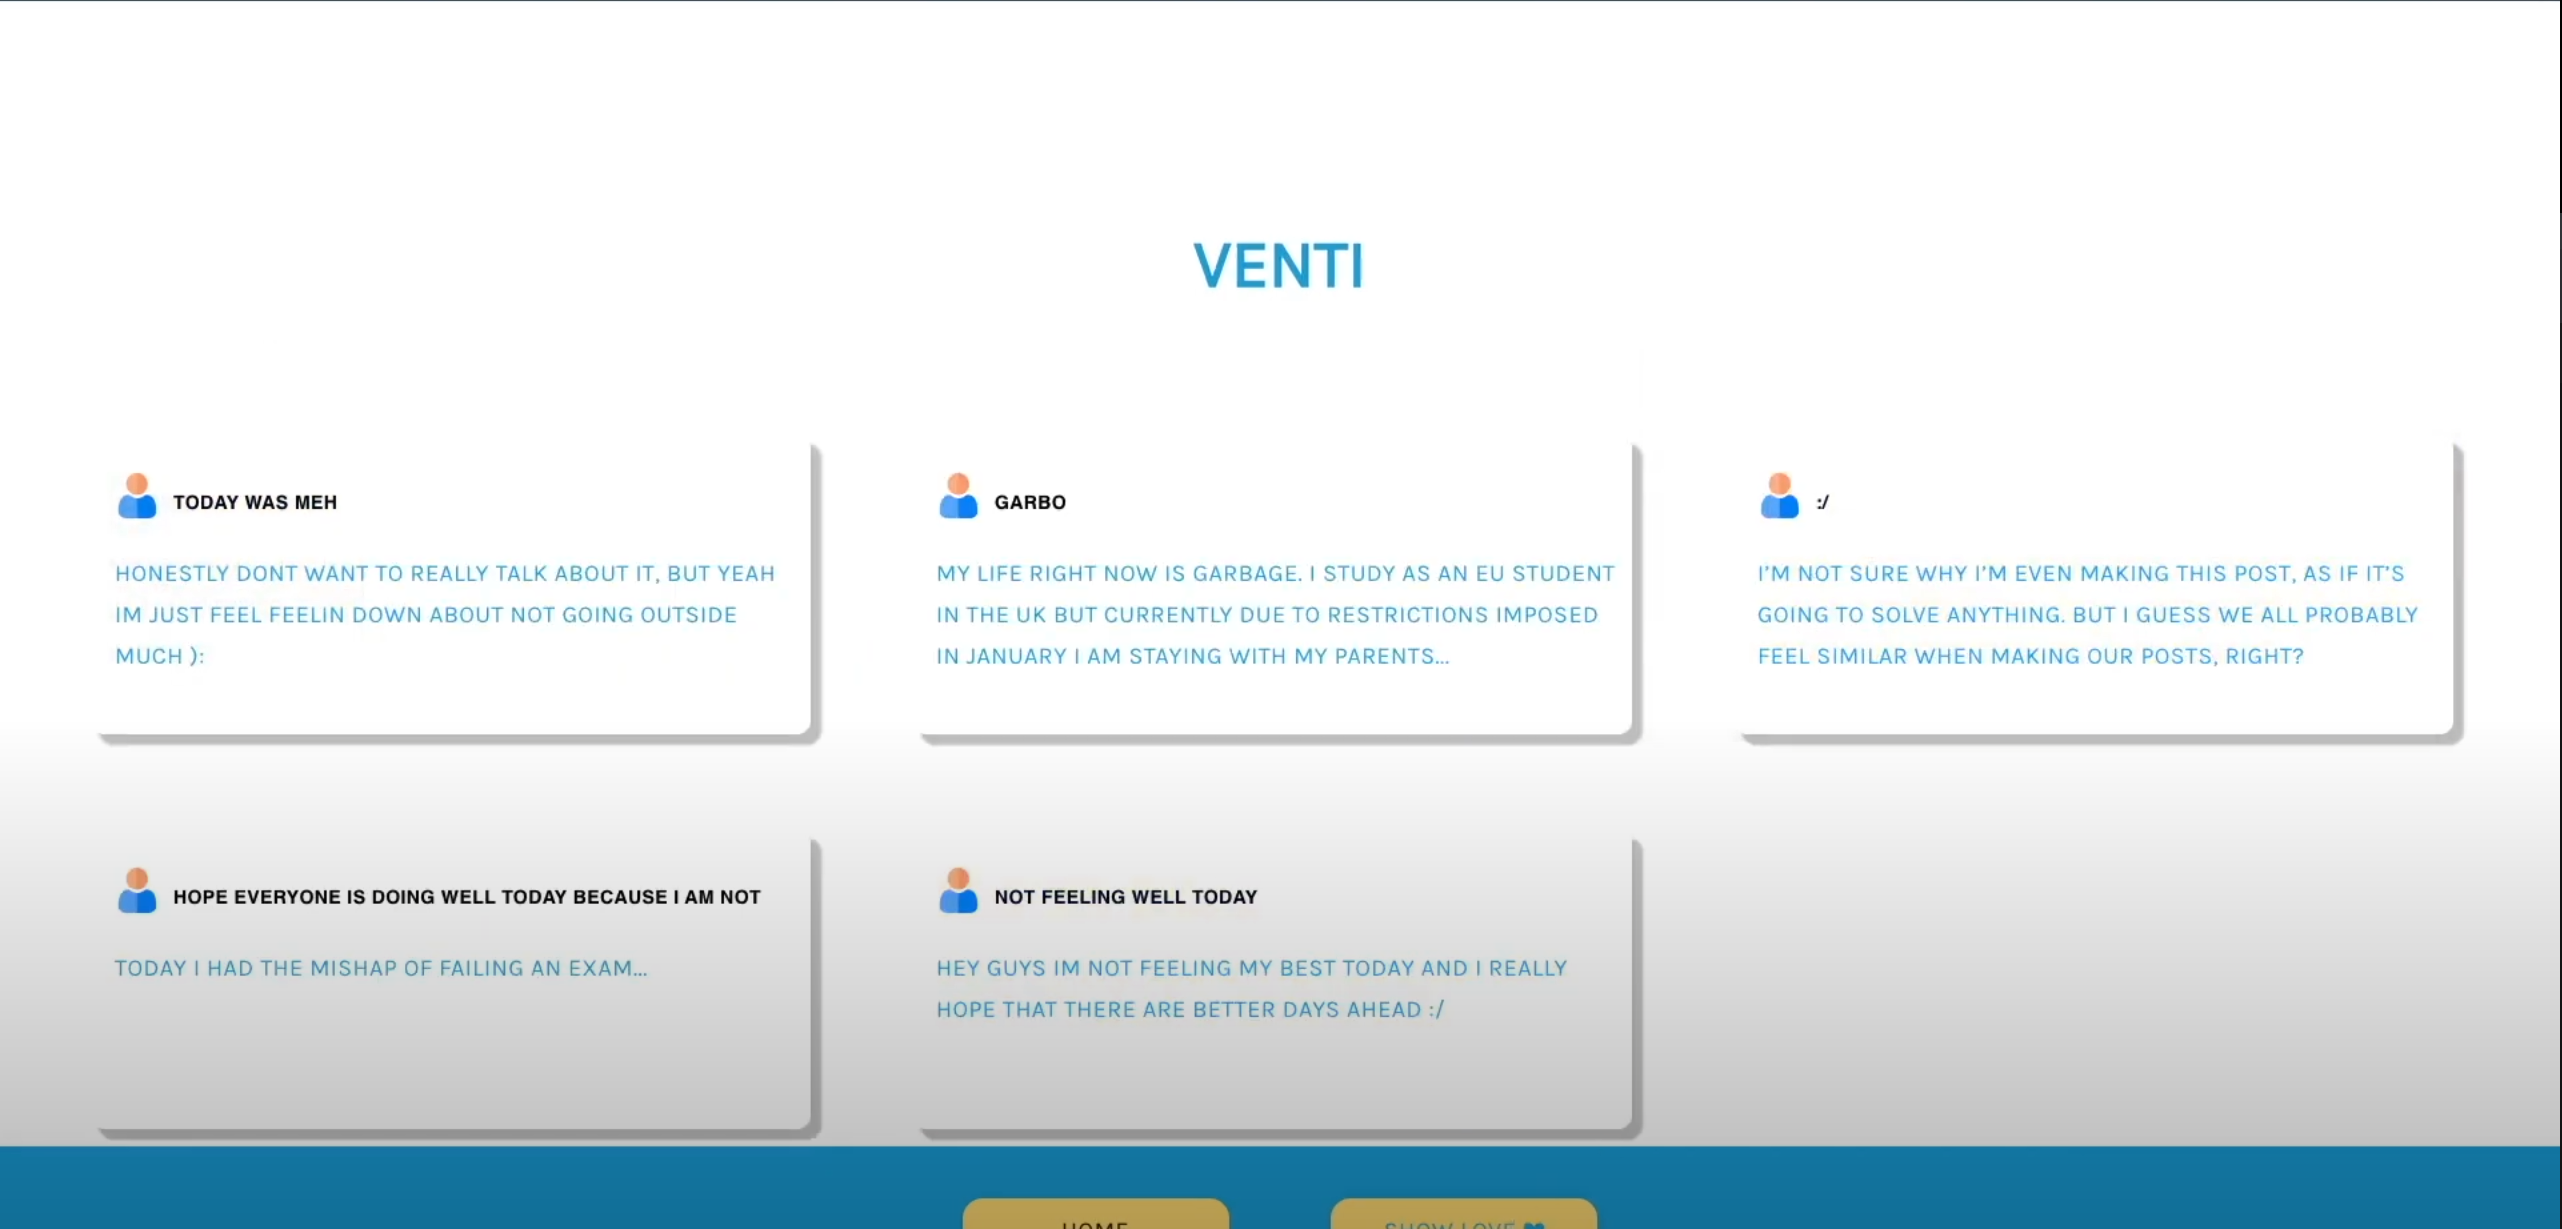 VENTI
TODAY WAS MEH
HONESTLY DONT WANT TO REALLY TALK ABOUT IT, BUT YEAH
IM JUST FEEL FEELIN DOWN ABOUT NOT GOING OUTSIDE
MUCH ):
GARBO
MY LIFE RIGHT NOW IS GARBAGE. I STUDY AS AN EU STUDENT
IN THE UK BUT CURRENTLY DUE TO RESTRICTIONS IMPOSED
IN JANUARY I AM STAYING WITH MY PARENTS...
:/
I'M NOT SURE WHY I'M EVEN MAKING THIS POST, AS IF IT'S
GOING TO SOLVE ANYTHING. BUT I GUESS WE ALL PROBABLY
FEEL SIMILAR WHEN MAKING OUR POSTS, RIGHT?
HOPE EVERYONE IS DOING WELL TODAY BECAUSE I AM NOT
TODAY I HAD THE MISHAP OF FAILING AN EXAM...
NOT FEELING WELL TODAY
HEY GUYS IM NOT FEELING MY BEST TODAY AND I REALLY
HOPE THAT THERE ARE BETTER DAYS AHEAD :/
HOME
SHOW LOVE ❤